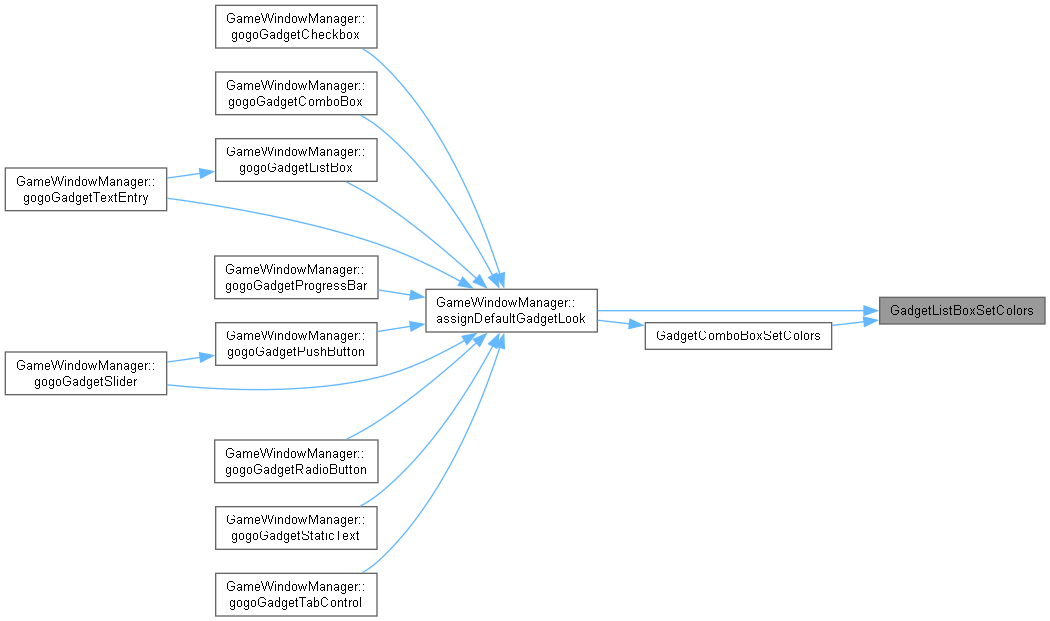 GameWindowManager::
gogoGadgetCheckbox
GameWindowManager::
gogoGadgetComboBox
GameWindowManager::
gogoGadgetListBox
GameWindowManager::
gogoGadgetTextEntry
GameWindowManager::
gogoGadgetProgressBar
GameWindowManager::
assignDefaultGadgetLook
GadgetListBoxSetColors
GadgetComboBoxSetColors
GameWindowManager::
gogoGadgetPushButton
GameWindowManager::
gogoGadgetSlider
GameWindowManager::
gogoGadgetRadioButton
GameWindowManager::
gogoGadgetStaticText
GameWindowManager::
gogoGadgetTabControl